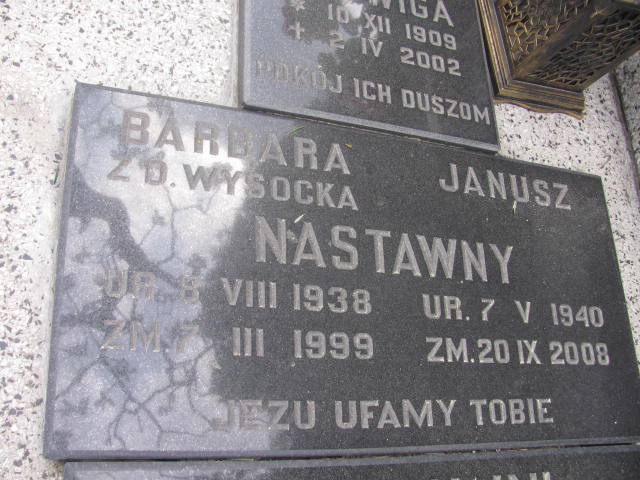 * 10 XII 1909
+ 2 IV 2002
POKÓJ ICH DUSZOM
BARBARA
Z D. WYSOCKA
JANUSZ
NASTAWNY
UR. 8 VIII 1938
ZM. 7 III 1999
UR. 7 V 1940
ZM. 20 IX 2008
JEZU UFAMY TOBIE